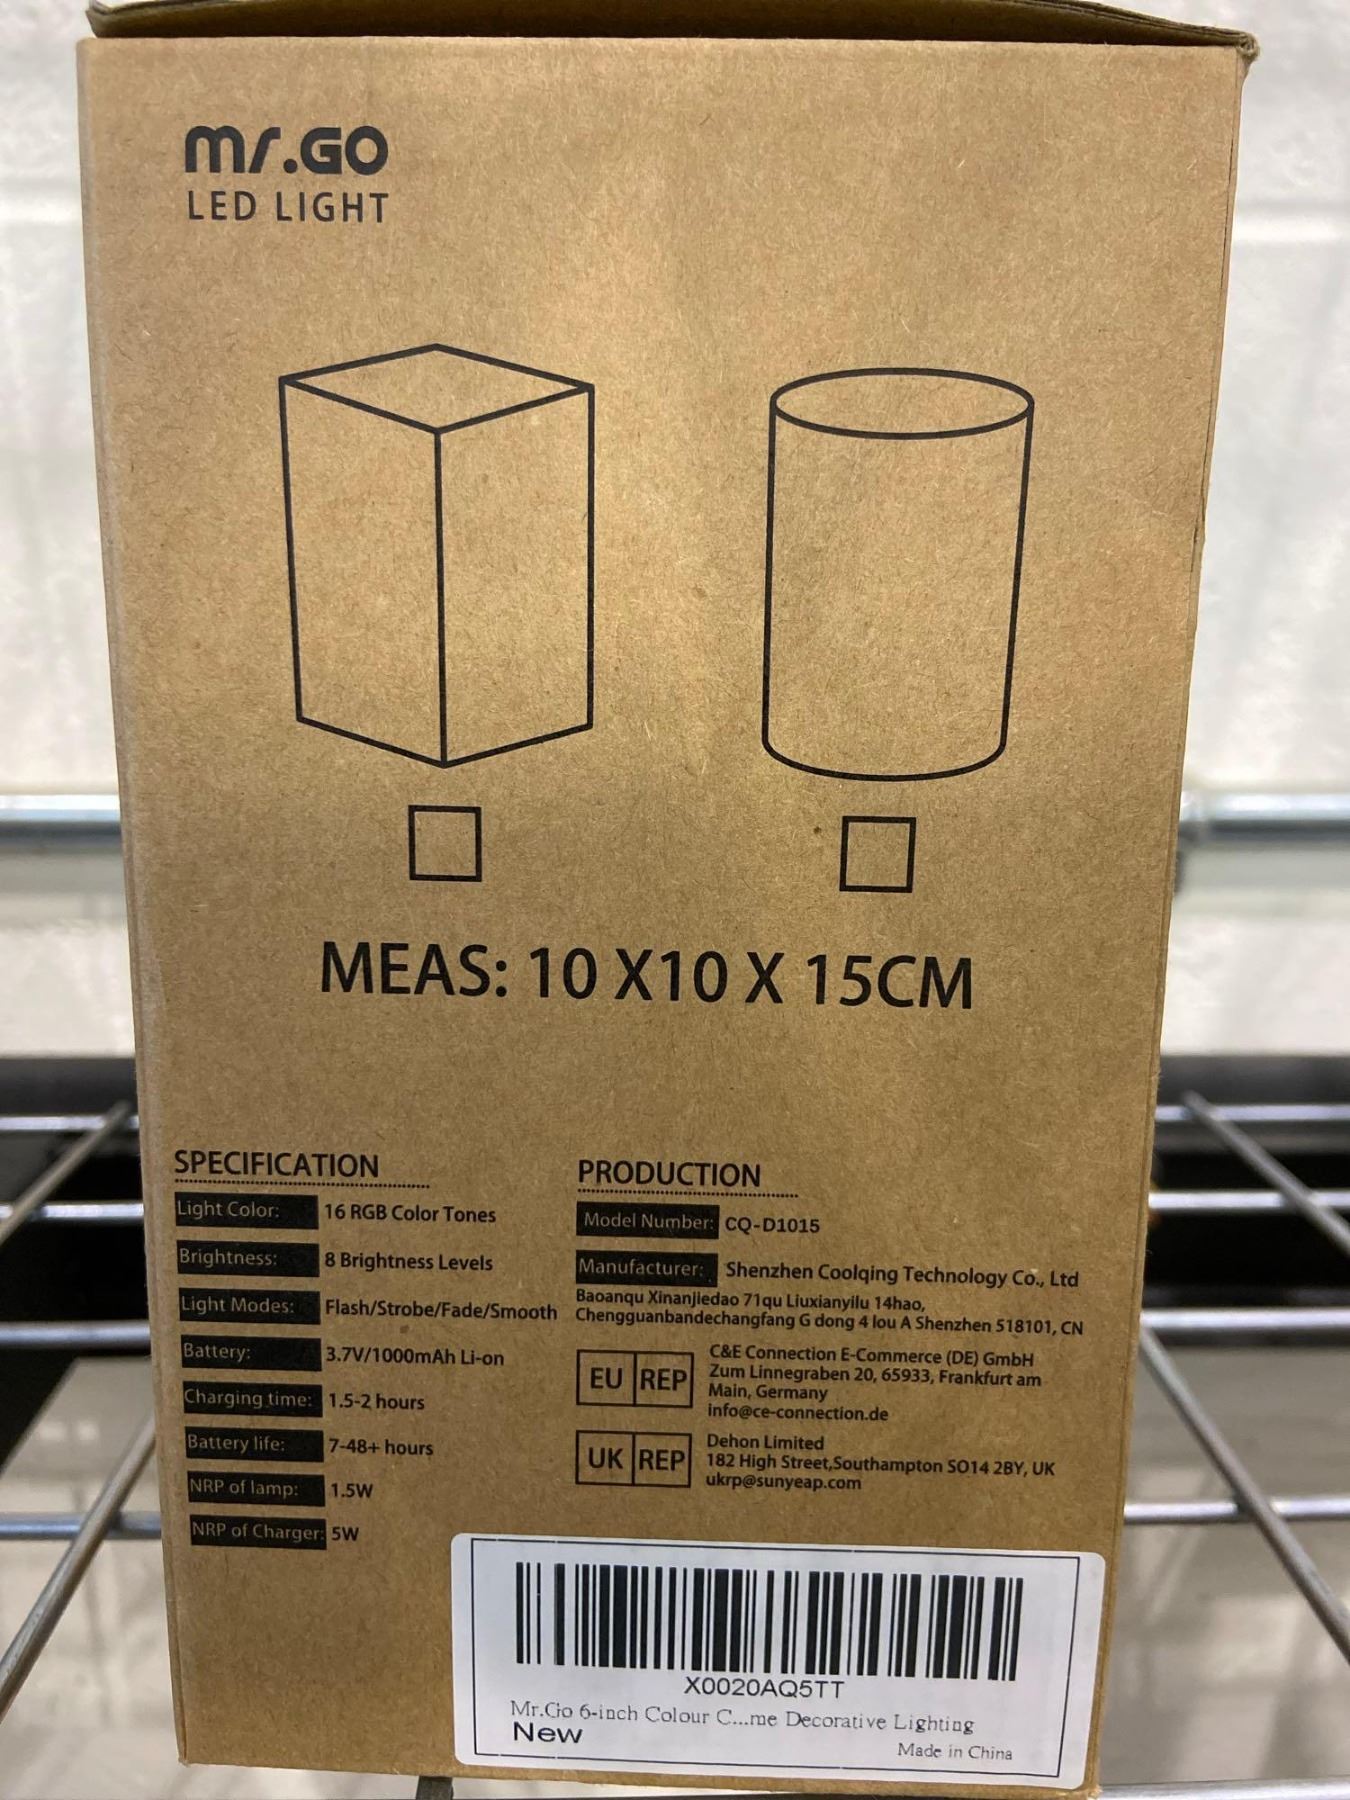 mr.GO
LED LIGHT
MEAS: 10 X10 X 15CM
SPECIFICATION
Light Color: 16 RGB Color Tones
Brightness: 8 Brightness Levels
Light Modes: Flash/Strobe/Fade/Smooth
Battery: 3.7V/1000mAh Li-on
Charging time: 1.5-2 hours
Battery life: 7-48+ hours
NRP of lamp: 1.5W
NRP of Charger: 5W
PRODUCTION
Model Number: CQ-D1015
Manufacturer: Shenzhen Coolqing Technology Co., Ltd
Baoanqu Xinanjiedao 71qu Liuxianyilu 14hao,
Chengguanbandechangfang G dong 4 lou A Shenzhen 518101, CN
EU REP
C&E Connection E-Commerce (DE) GmbH
Zum Linnegraben 20, 65933, Frankfurt am
Main, Germany
info@ce-connection.de
UK REP
Dehon Limited
182 High Street,Southampton SO14 2BY, UK
ukrp@sunyeap.com
X0020AQ5TT
Mr.Go 6-inch Colour C...me Decorative Lighting
New
Made in China